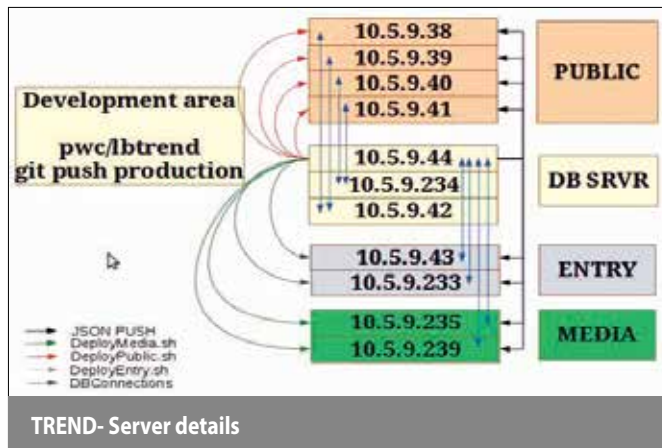 10.5.9.38
10.5.9.39
10.5.9.40
10.5.9.41
PUBLIC
Development area
pwc/lbtrend
git push production
10.5.9.44
10.5.9.234
10.5.9.42
DB SRVR
10.5.9.43
10.5.9.233
ENTRY
10.5.9.235
10.5.9.239
MEDIA
JSON PUSH
DeployMedia.sh
DeployPublic.sh
DeployEntry.sh
DBConnections
TREND- Server details